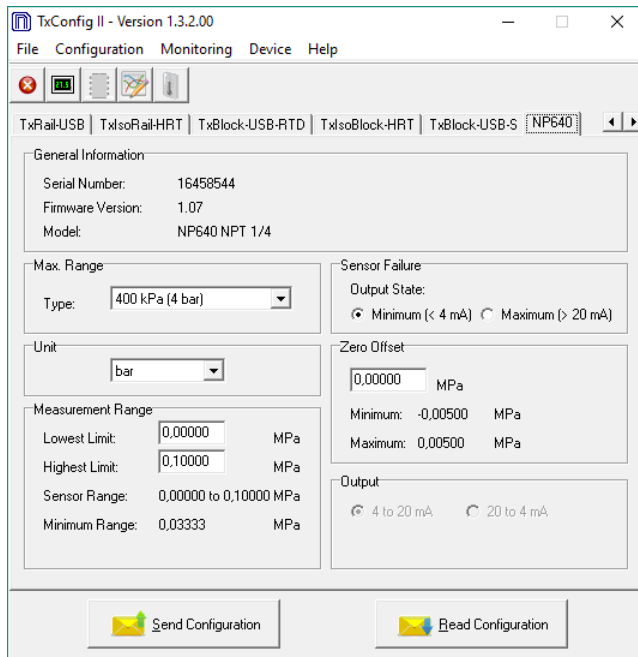 TxConfig II - Version 1.3.2.00
File Configuration Monitoring Device Help
21.5
TxRail-USB TxIsoRail-HRT TxBlock-USB-RTD TxIsoBlock-HRT TxBlock-USB-S NP640
General Information
Serial Number: 16458544
Firmware Version: 1.07
Model: NP640 NPT 1/4
Max. Range
Type: 400 kPa (4 bar)
Sensor Failure
Output State:
Minimum (< 4 mA) Maximum (> 20 mA)
Unit
bar
Zero Offset
0,00000 MPa
Minimum: -0,00500 MPa
Maximum: 0,00500 MPa
Measurement Range
Lowest Limit: 0,00000 MPa
Highest Limit: 0,10000 MPa
Sensor Range: 0,00000 to 0,10000 MPa
Minimum Range: 0,03333 MPa
Output
4 to 20 mA 20 to 4 mA
Send Configuration Read Configuration